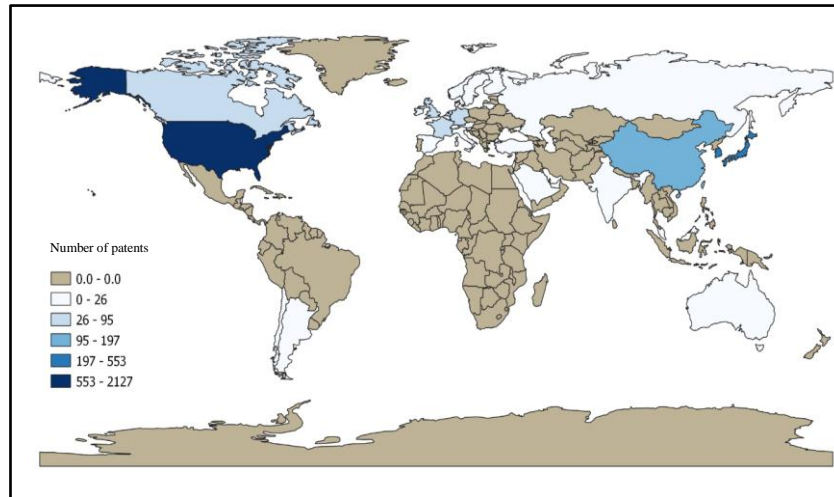 Number of patents
0.0 - 0.0
0 - 26
26 - 95
95 - 197
197 - 553
553 - 2127